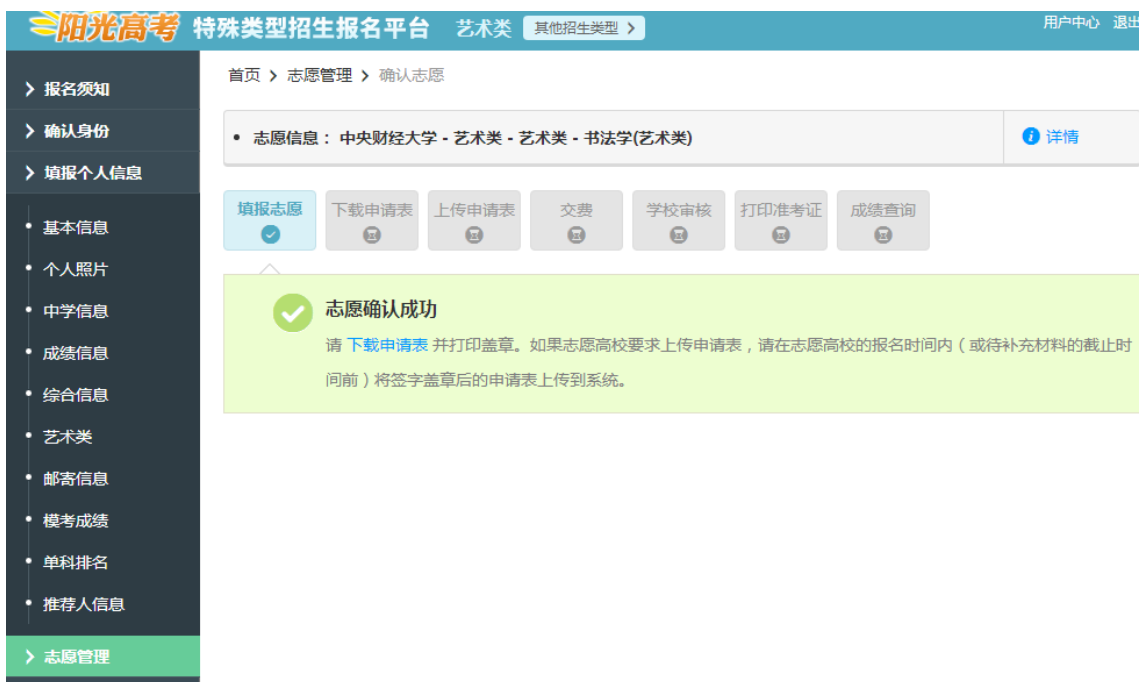 阳光高考 特殊类型招生报名平台 艺术类 其他招生类型 用户中心 退出
首页 > 志愿管理 > 确认志愿
报名须知
确认身份
填报个人信息
基本信息
个人照片
中学信息
成绩信息
综合信息
艺术类
邮寄信息
模考成绩
单科排名
推荐人信息
志愿管理
志愿信息：中央财经大学 - 艺术类 - 艺术类 - 书法学(艺术类) 详情
填报志愿 下载申请表 上传申请表 交费 学校审核 打印准考证 成绩查询
志愿确认成功
请 下载申请表 并打印盖章。如果志愿高校要求上传申请表，请在志愿高校的报名时间内（或待补充材料的截止时
间前）将签字盖章后的申请表上传到系统。